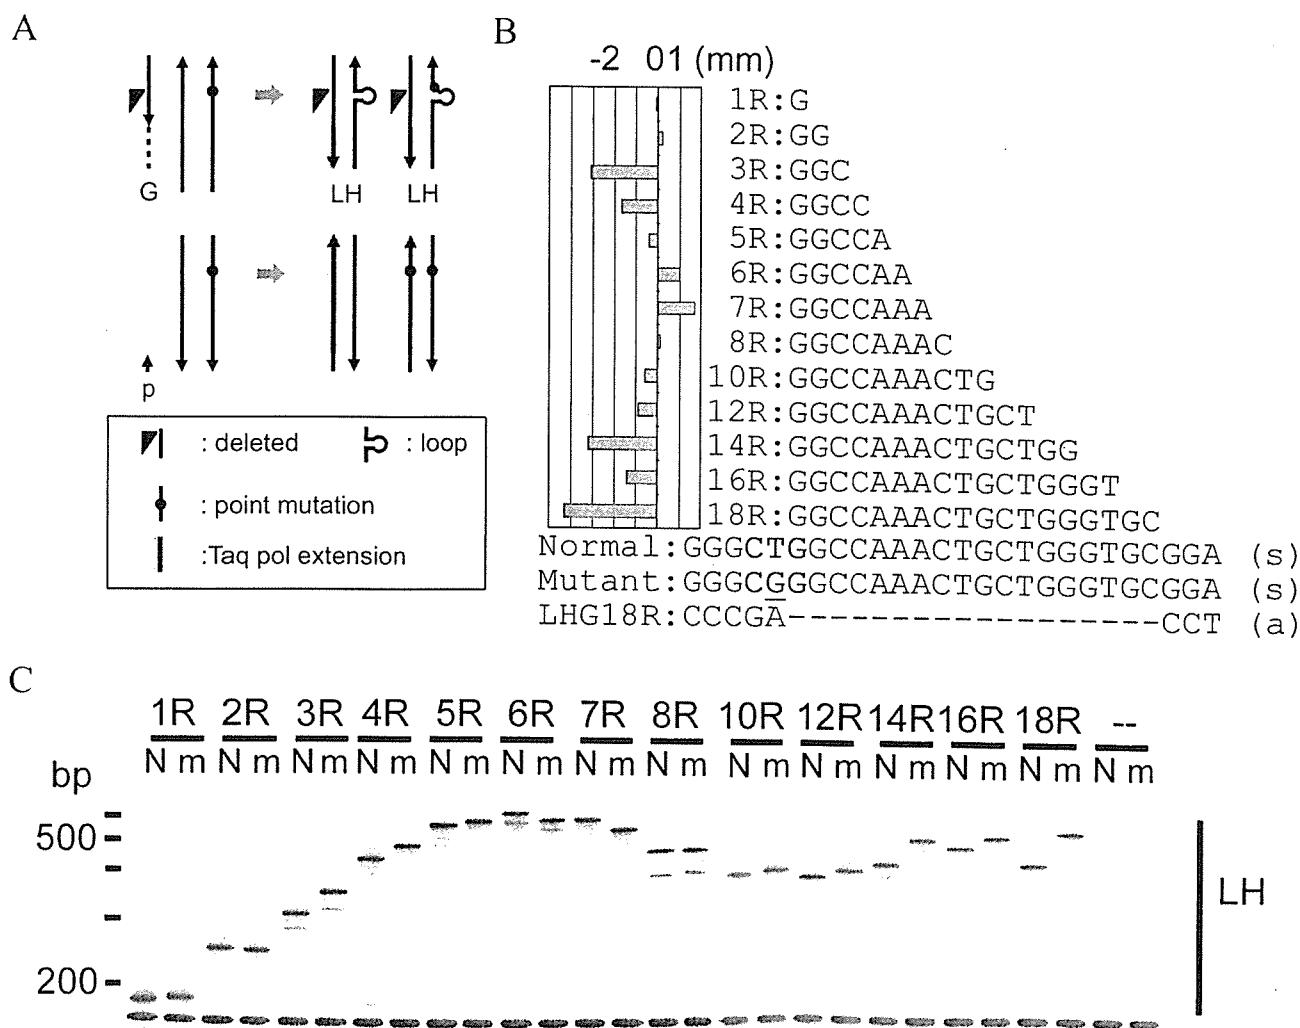 A
B
-2 01 (mm)
G
LH
LH
p
: deleted
: loop
: point mutation
:Taq pol extension
1R:G
2R:GG
3R:GGC
4R:GGCC
5R:GGCCA
6R:GGCCAA
7R:GGCCAAA
8R:GGCCAAAC
10R:GGCCAAACTG
12R:GGCCAAACTGCT
14R:GGCCAAACTGCTGG
16R:GGCCAAACTGCTGGGT
18R:GGCCAAACTGCTGGGTGC
Normal:GGGCTGGCCAAACTGCTGGGTGCGGA (s)
Mutant:GGGCGGGCCAAACTGCTGGGTGCGGA (s)
LHG18R:CCCGA------------------CCT (a)
C
1R 2R 3R 4R 5R 6R 7R 8R 10R 12R 14R 16R 18R --
N m N m N m N m N m N m N m N m N m N m N m N m N m N m
bp
500
200
LH